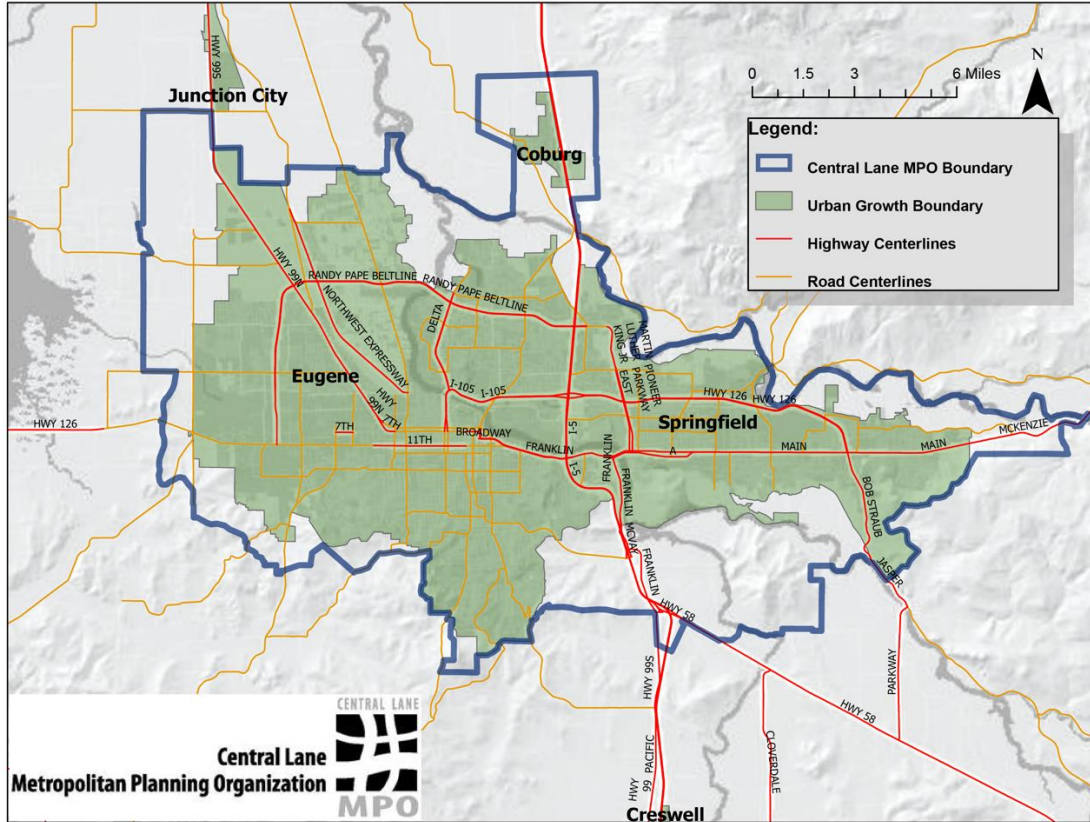 HWY 99S
Junction City
Coburg
0 1.5 3 6 Miles
N
Legend:
Central Lane MPO Boundary
Urban Growth Boundary
Highway Centerlines
Road Centerlines
HWY 99N
RANDY PAPE BELTLINE
RANDY PAPE BELTLINE
NORTHWEST EXPRESSWAY
DELTA
MARTIN
LUTHER
KING JR
PIONEER
PARKWAY
EAST
Eugene
I-105
I-105
HWY 126
HWY 126
HWY
99N 7TH
7TH
11TH
BROADWAY
FRANKLIN
I-5
I-5
Springfield
FRANKLIN
A
MAIN
MAIN
MCKENZIE
HWY 126
FRANKLIN MCVAY
FRANKLIN
BOB STRAUB
JASPER
PARKWAY
HWY 58
HWY 99S
HWY 58
CLOVERDALE
HWY
99 PACIFIC
Creswell
CENTRAL LANE
Central Lane
Metropolitan Planning Organization
MPO